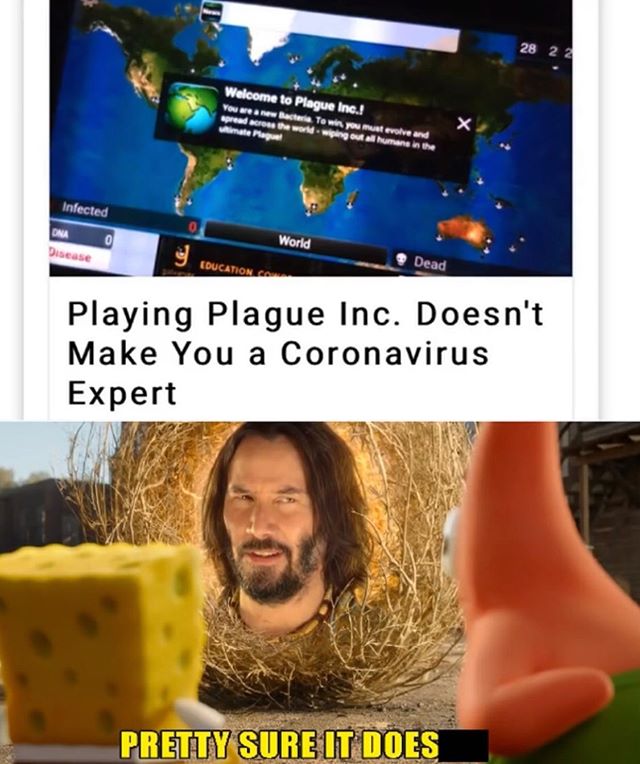 News
28 2 2
Welcome to Plague Inc.!
You are a new Bacteria. To win, you must evolve and
spread across the world - wiping out all humans in the
ultimate Plague!
X
Infected
0
World
Dead
DNA 0
Disease
EDUCATION
Playing Plague Inc. Doesn't
Make You a Coronavirus
Expert
PRETTY SURE IT DOES